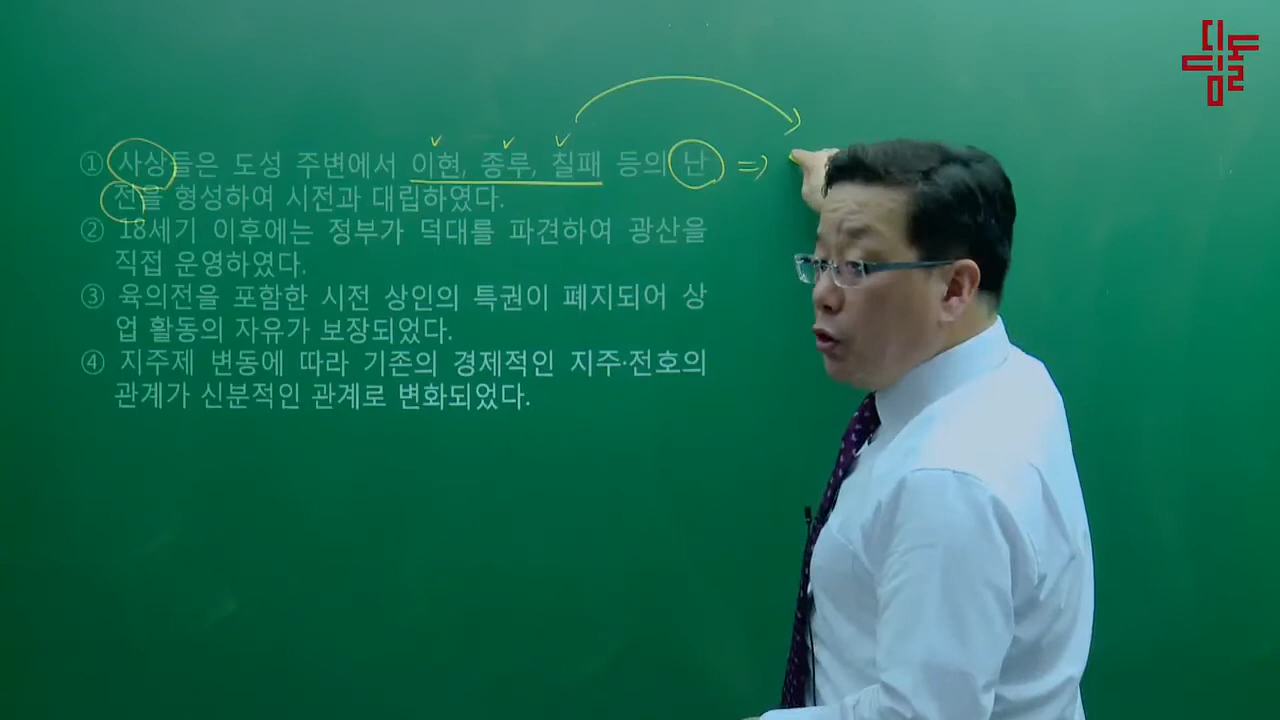 ① 사상들은 도성 주변에서 이현, 종루, 칠패 등의 난
전을 형성하여 시전과 대립하였다.
② 18세기 이후에는 정부가 덕대를 파견하여 광산을
직접 운영하였다.
③ 육의전을 포함한 시전 상인의 특권이 폐지되어 상
업 활동의 자유가 보장되었다.
④ 지주제 변동에 따라 기존의 경제적인 지주·전호의
관계가 신분적인 관계로 변화되었다.